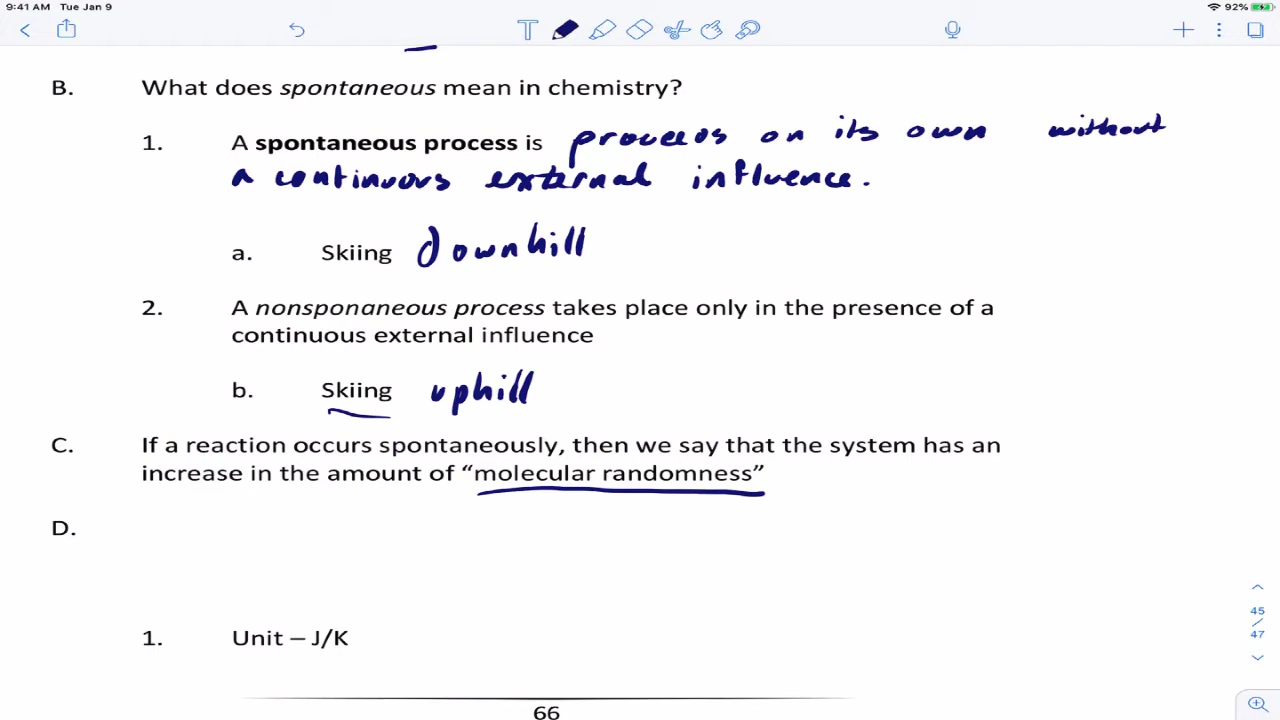 9:41 AM Tue Jan 9
92%
B. What does spontaneous mean in chemistry?
1. A spontaneous process is proceeds on its own without
a continuous external influence.
a. Skiing downhill
2. A nonsponaneous process takes place only in the presence of a
continuous external influence
b. Skiing uphill
C. If a reaction occurs spontaneously, then we say that the system has an
increase in the amount of “molecular randomness”
D.
1. Unit – J/K
45
/
47
66